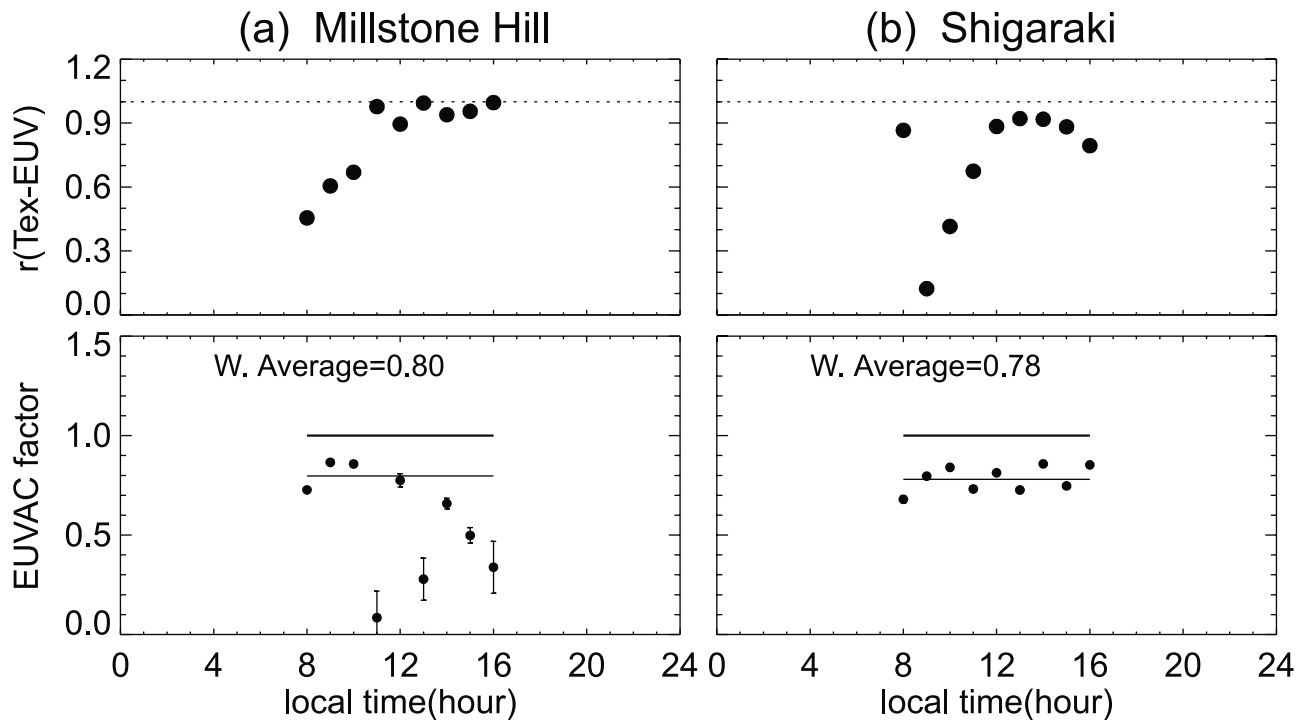 (a) Millstone Hill
(b) Shigaraki
r(Tex-EUV)
1.2
0.9
0.6
0.3
0.0
EUVAC factor
1.5
1.0
0.5
0.0
W. Average=0.80
W. Average=0.78
0 4 8 12 16 20 24
0 4 8 12 16 20 24
local time(hour)
local time(hour)